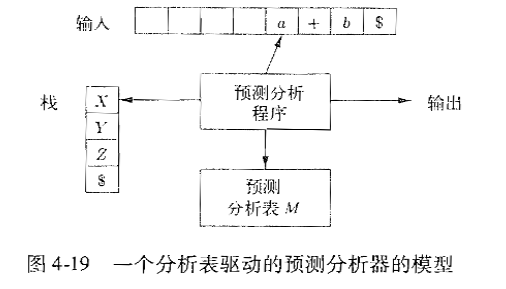 输入 a + b $
栈 X
Y
Z
$
预测分析
程序
输出
预测
分析表 M
图 4-19 一个分析表驱动的预测分析器的模型